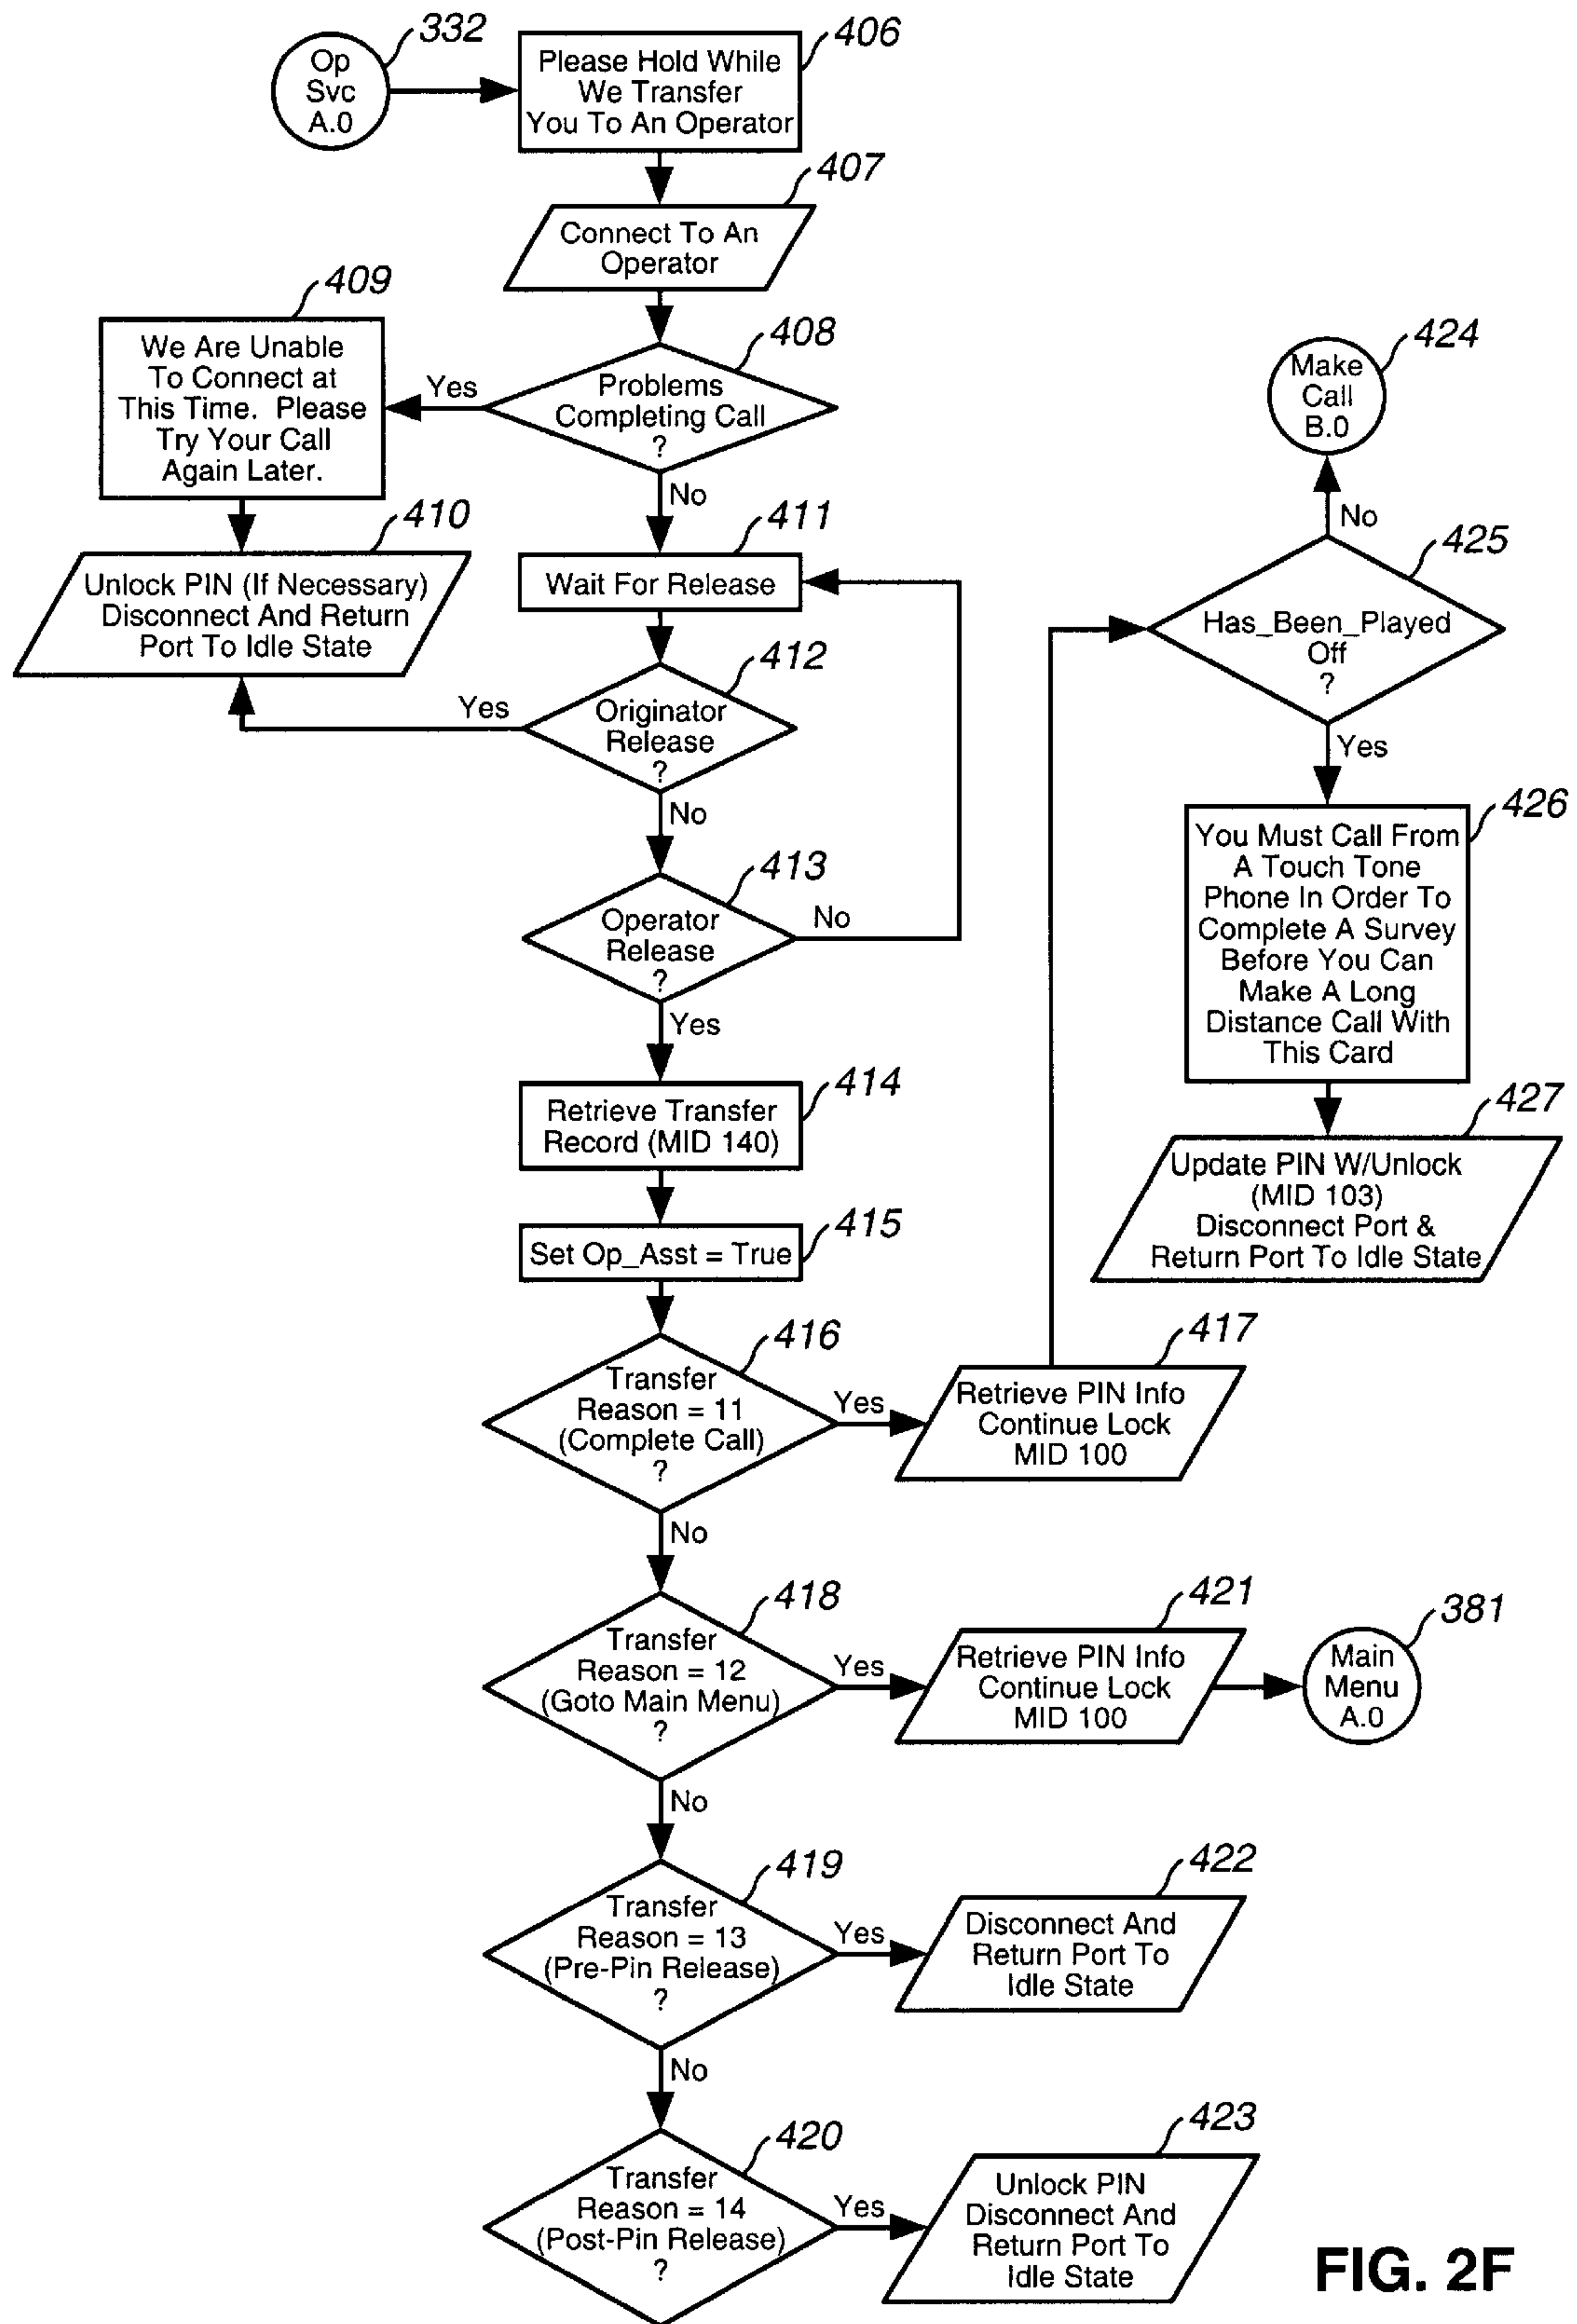 332
Op
Svc
A.0
406
Please Hold While
We Transfer
You To An Operator
407
Connect To An
Operator
409
We Are Unable
To Connect at
This Time. Please
Try Your Call
Again Later.
408
Problems
Completing Call
?
Yes
No
410
Unlock PIN (If Necessary)
Disconnect And Return
Port To Idle State
411
Wait For Release
412
Originator
Release
?
Yes
No
413
Operator
Release
?
No
Yes
414
Retrieve Transfer
Record (MID 140)
415
Set Op_Asst = True
416
Transfer
Reason = 11
(Complete Call)
?
Yes
No
417
Retrieve PIN Info
Continue Lock
MID 100
424
Make
Call
B.0
No
425
Has_Been_Played
Off
?
Yes
426
You Must Call From
A Touch Tone
Phone In Order To
Complete A Survey
Before You Can
Make A Long
Distance Call With
This Card
427
Update PIN W/Unlock
(MID 103)
Disconnect Port &
Return Port To Idle State
418
Transfer
Reason = 12
(Goto Main Menu)
?
Yes
No
421
Retrieve PIN Info
Continue Lock
MID 100
381
Main
Menu
A.0
419
Transfer
Reason = 13
(Pre-Pin Release)
?
Yes
No
422
Disconnect And
Return Port To
Idle State
420
Transfer
Reason = 14
(Post-Pin Release)
?
Yes
423
Unlock PIN
Disconnect And
Return Port To
Idle State
FIG. 2F